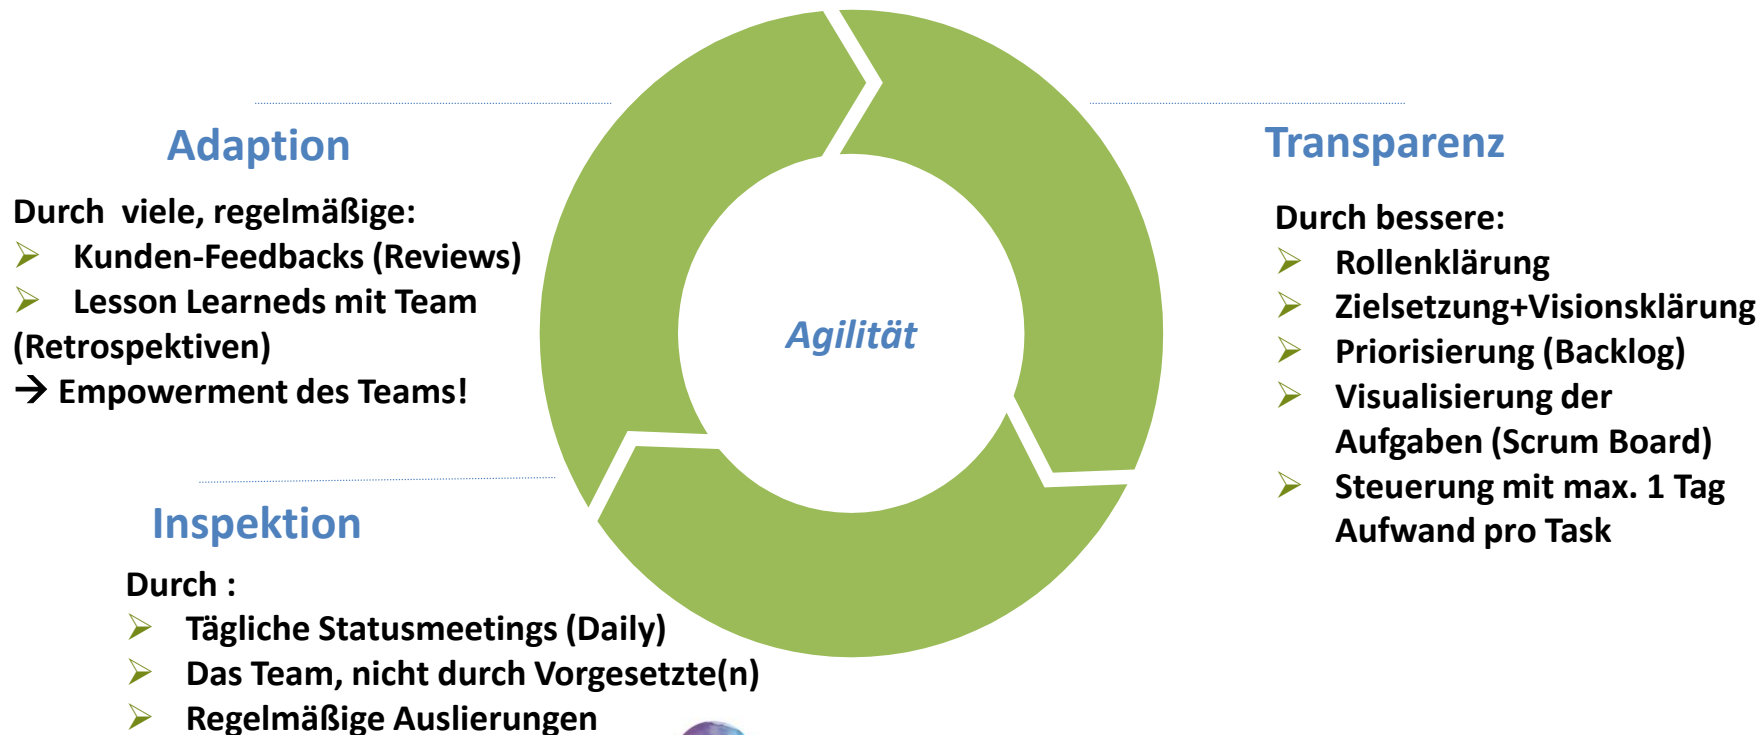 Adaption
Durch viele, regelmäßige:
➢ Kunden-Feedbacks (Reviews)
➢ Lesson Learneds mit Team
(Retrospektiven)
→ Empowerment des Teams!
Agilität
Transparenz
Durch bessere:
➢ Rollenklärung
➢ Zielsetzung+Visionsklärung
➢ Priorisierung (Backlog)
➢ Visualisierung der
Aufgaben (Scrum Board)
➢ Steuerung mit max. 1 Tag
Aufwand pro Task
Inspektion
Durch :
➢ Tägliche Statusmeetings (Daily)
➢ Das Team, nicht durch Vorgesetzte(n)
➢ Regelmäßige Auslierungen